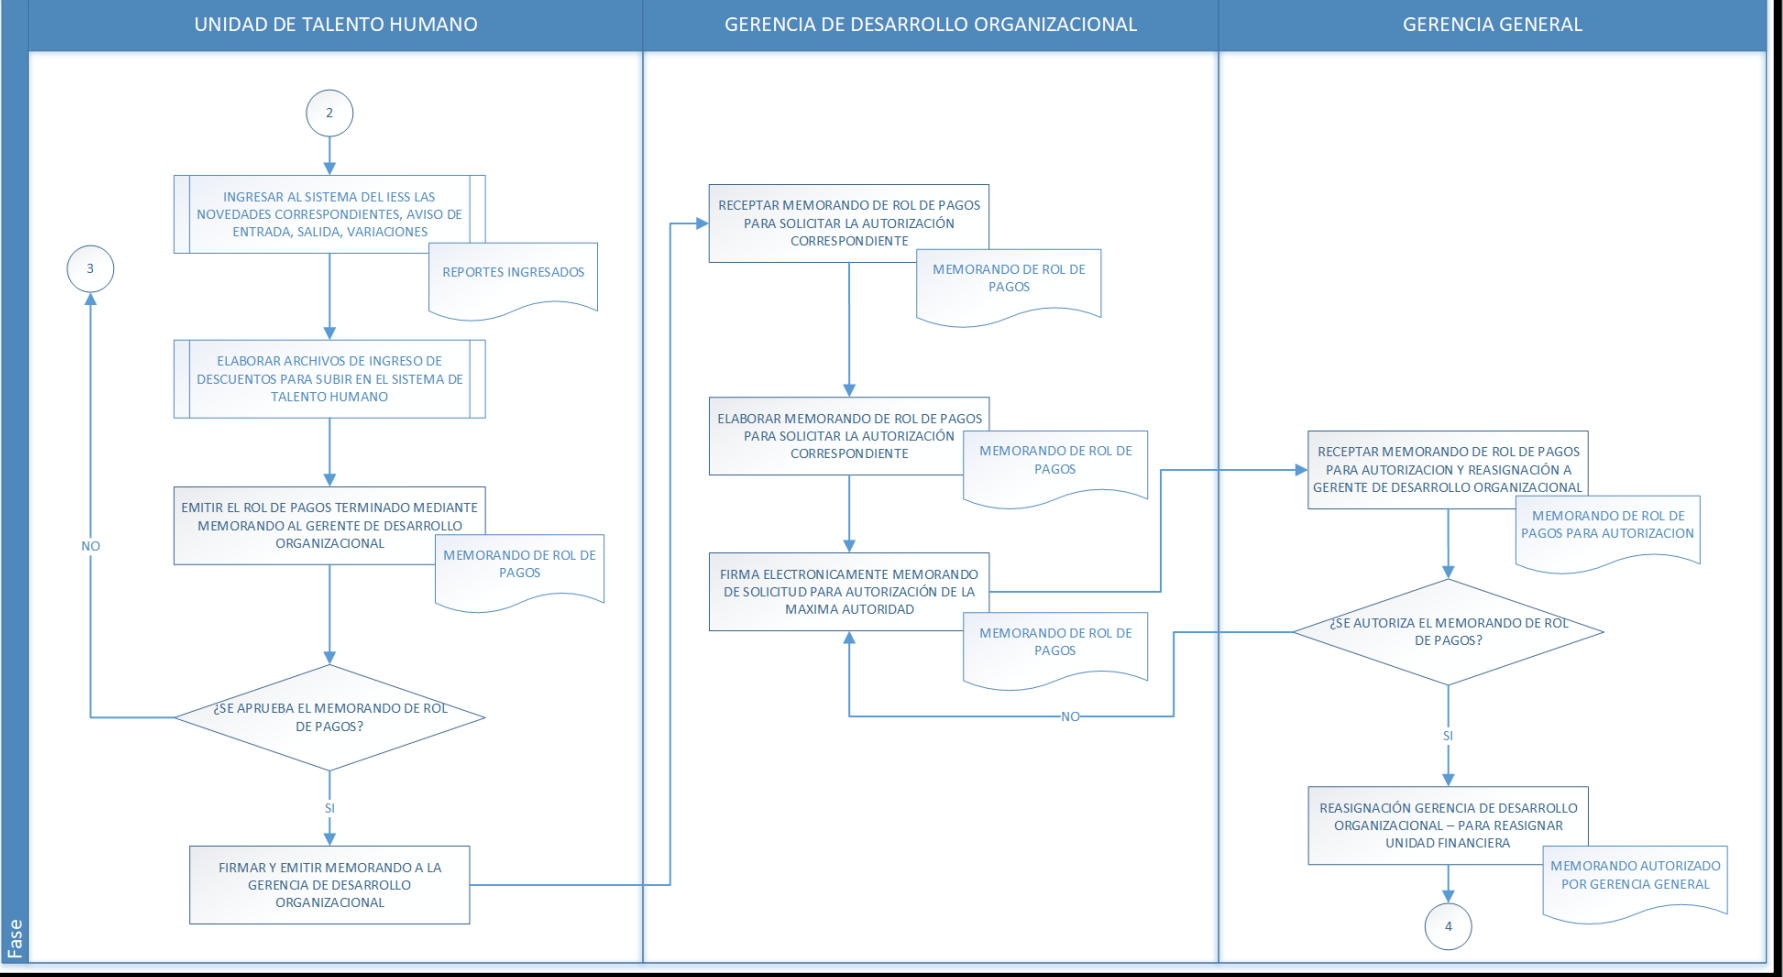 UNIDAD DE TALENTO HUMANO
GERENCIA DE DESARROLLO ORGANIZACIONAL
GERENCIA GENERAL
Fase
2
INGRESAR AL SISTEMA DEL IESS LAS
NOVEDADES CORRESPONDIENTES, AVISO DE
ENTRADA, SALIDA, VARIACIONES
REPORTES INGRESADOS
3
ELABORAR ARCHIVOS DE INGRESO DE
DESCUENTOS PARA SUBIR EN EL SISTEMA DE
TALENTO HUMANO
EMITIR EL ROL DE PAGOS TERMINADO MEDIANTE
MEMORANDO AL GERENTE DE DESARROLLO
ORGANIZACIONAL
MEMORANDO DE ROL DE
PAGOS
NO
¿SE APRUEBA EL MEMORANDO DE ROL
DE PAGOS?
SI
FIRMAR Y EMITIR MEMORANDO A LA
GERENCIA DE DESARROLLO
ORGANIZACIONAL
RECEPTAR MEMORANDO DE ROL DE PAGOS
PARA SOLICITAR LA AUTORIZACIÓN
CORRESPONDIENTE
MEMORANDO DE ROL DE
PAGOS
ELABORAR MEMORANDO DE ROL DE PAGOS
PARA SOLICITAR LA AUTORIZACIÓN
CORRESPONDIENTE
MEMORANDO DE ROL DE
PAGOS
FIRMA ELECTRONICAMENTE MEMORANDO
DE SOLICITUD PARA AUTORIZACIÓN DE LA
MAXIMA AUTORIDAD
MEMORANDO DE ROL DE
PAGOS
NO
RECEPTAR MEMORANDO DE ROL DE PAGOS
PARA AUTORIZACION Y REASIGNACIÓN A
GERENTE DE DESARROLLO ORGANIZACIONAL
MEMORANDO DE ROL DE
PAGOS PARA AUTORIZACION
¿SE AUTORIZA EL MEMORANDO DE ROL
DE PAGOS?
SI
REASIGNACIÓN GERENCIA DE DESARROLLO
ORGANIZACIONAL – PARA REASIGNAR
UNIDAD FINANCIERA
MEMORANDO AUTORIZADO
POR GERENCIA GENERAL
4